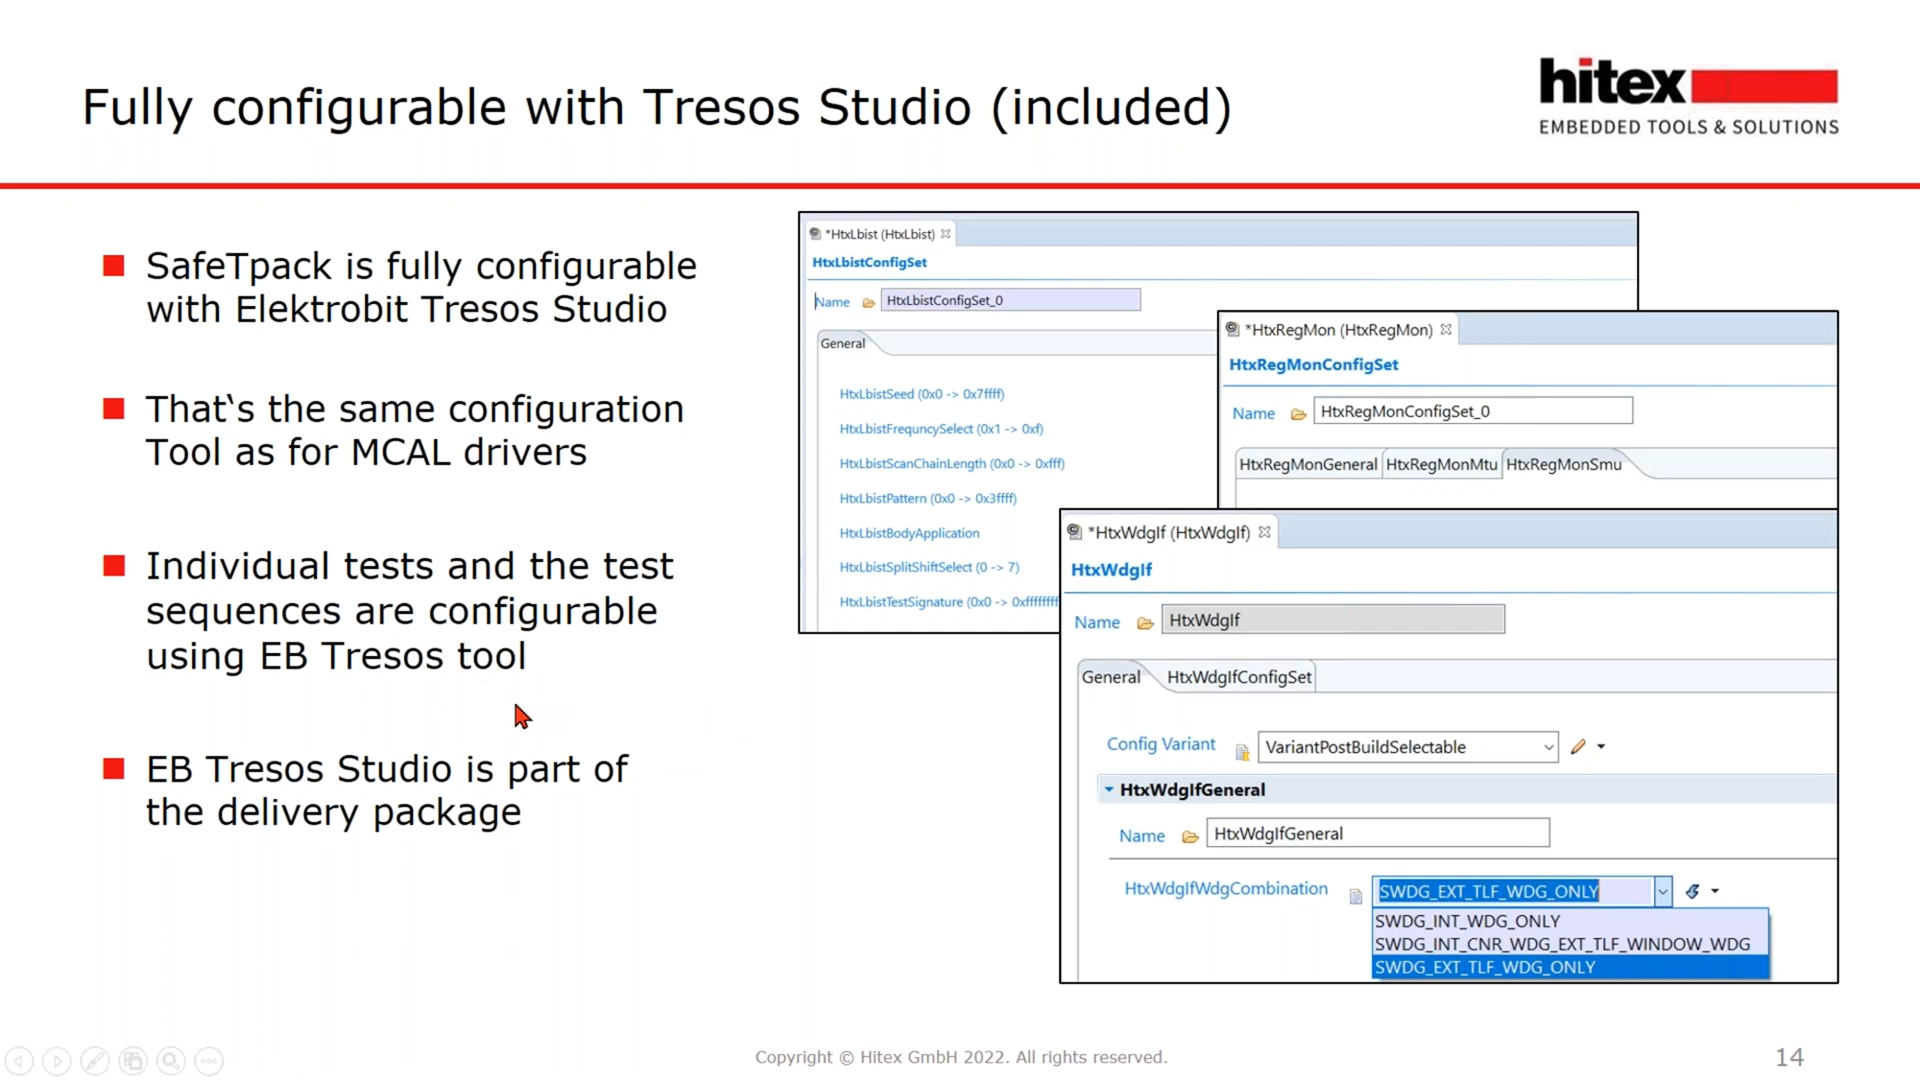 Fully configurable with Tresos Studio (included)
hitex
EMBEDDED TOOLS & SOLUTIONS
SafeTpack is fully configurable
with Elektrobit Tresos Studio
That‘s the same configuration
Tool as for MCAL drivers
Individual tests and the test
sequences are configurable
using EB Tresos tool
EB Tresos Studio is part of
the delivery package
*HtxLbist (HtxLbist)
HtxLbistConfigSet
Name HtxLbistConfigSet_0
General
HtxLbistSeed (0x0 -> 0x7ffff)
HtxLbistFrequncySelect (0x1 -> 0xf)
HtxLbistScanChainLength (0x0 -> 0xfff)
HtxLbistPattern (0x0 -> 0x3ffff)
HtxLbistBodyApplication
HtxLbistSplitShiftSelect (0 -> 7)
HtxLbistTestSignature (0x0 -> 0xffffffff
*HtxRegMon (HtxRegMon)
HtxRegMonConfigSet
Name HtxRegMonConfigSet_0
HtxRegMonGeneral HtxRegMonMtu HtxRegMonSmu
*HtxWdgIf (HtxWdgIf)
HtxWdgIf
Name HtxWdgIf
General HtxWdgIfConfigSet
Config Variant VariantPostBuildSelectable
HtxWdgIfGeneral
Name HtxWdgIfGeneral
HtxWdgIfWdgCombination SWDG_EXT_TLF_WDG_ONLY
SWDG_INT_WDG_ONLY
SWDG_INT_CNR_WDG_EXT_TLF_WINDOW_WDG
SWDG_EXT_TLF_WDG_ONLY
Copyright © Hitex GmbH 2022. All rights reserved.
14